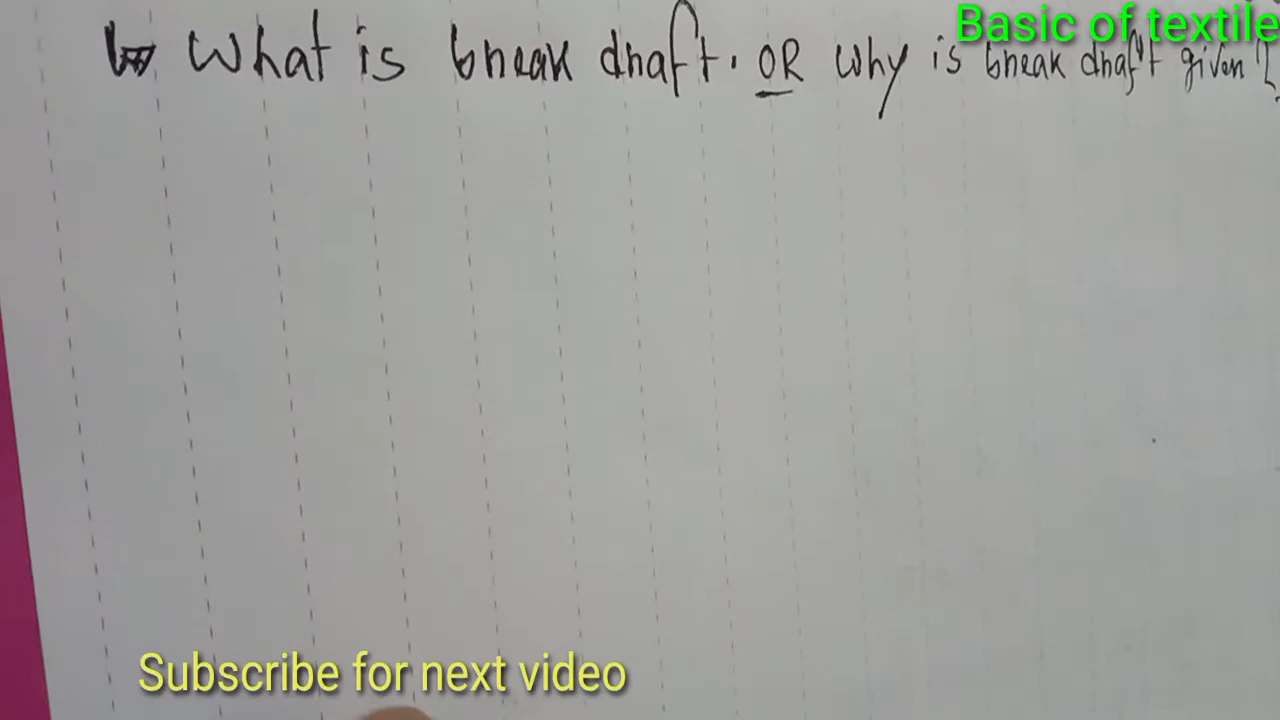 Basic of textile
What is break draft. OR why is break draft given?
Subscribe for next video